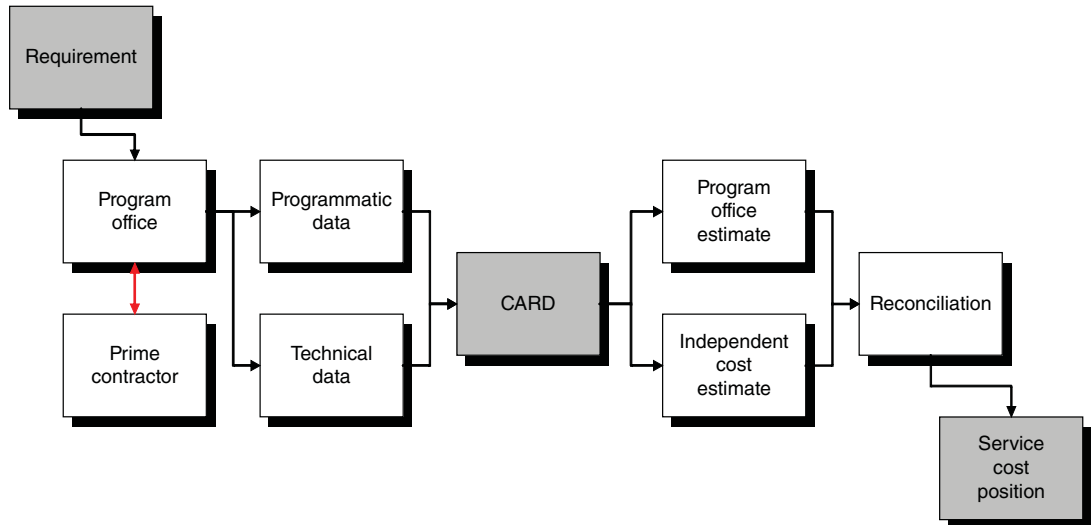 Requirement
Program
office
Programmatic
data
Prime
contractor
Technical
data
CARD
Program
office
estimate
Independent
cost
estimate
Reconciliation
Service
cost
position